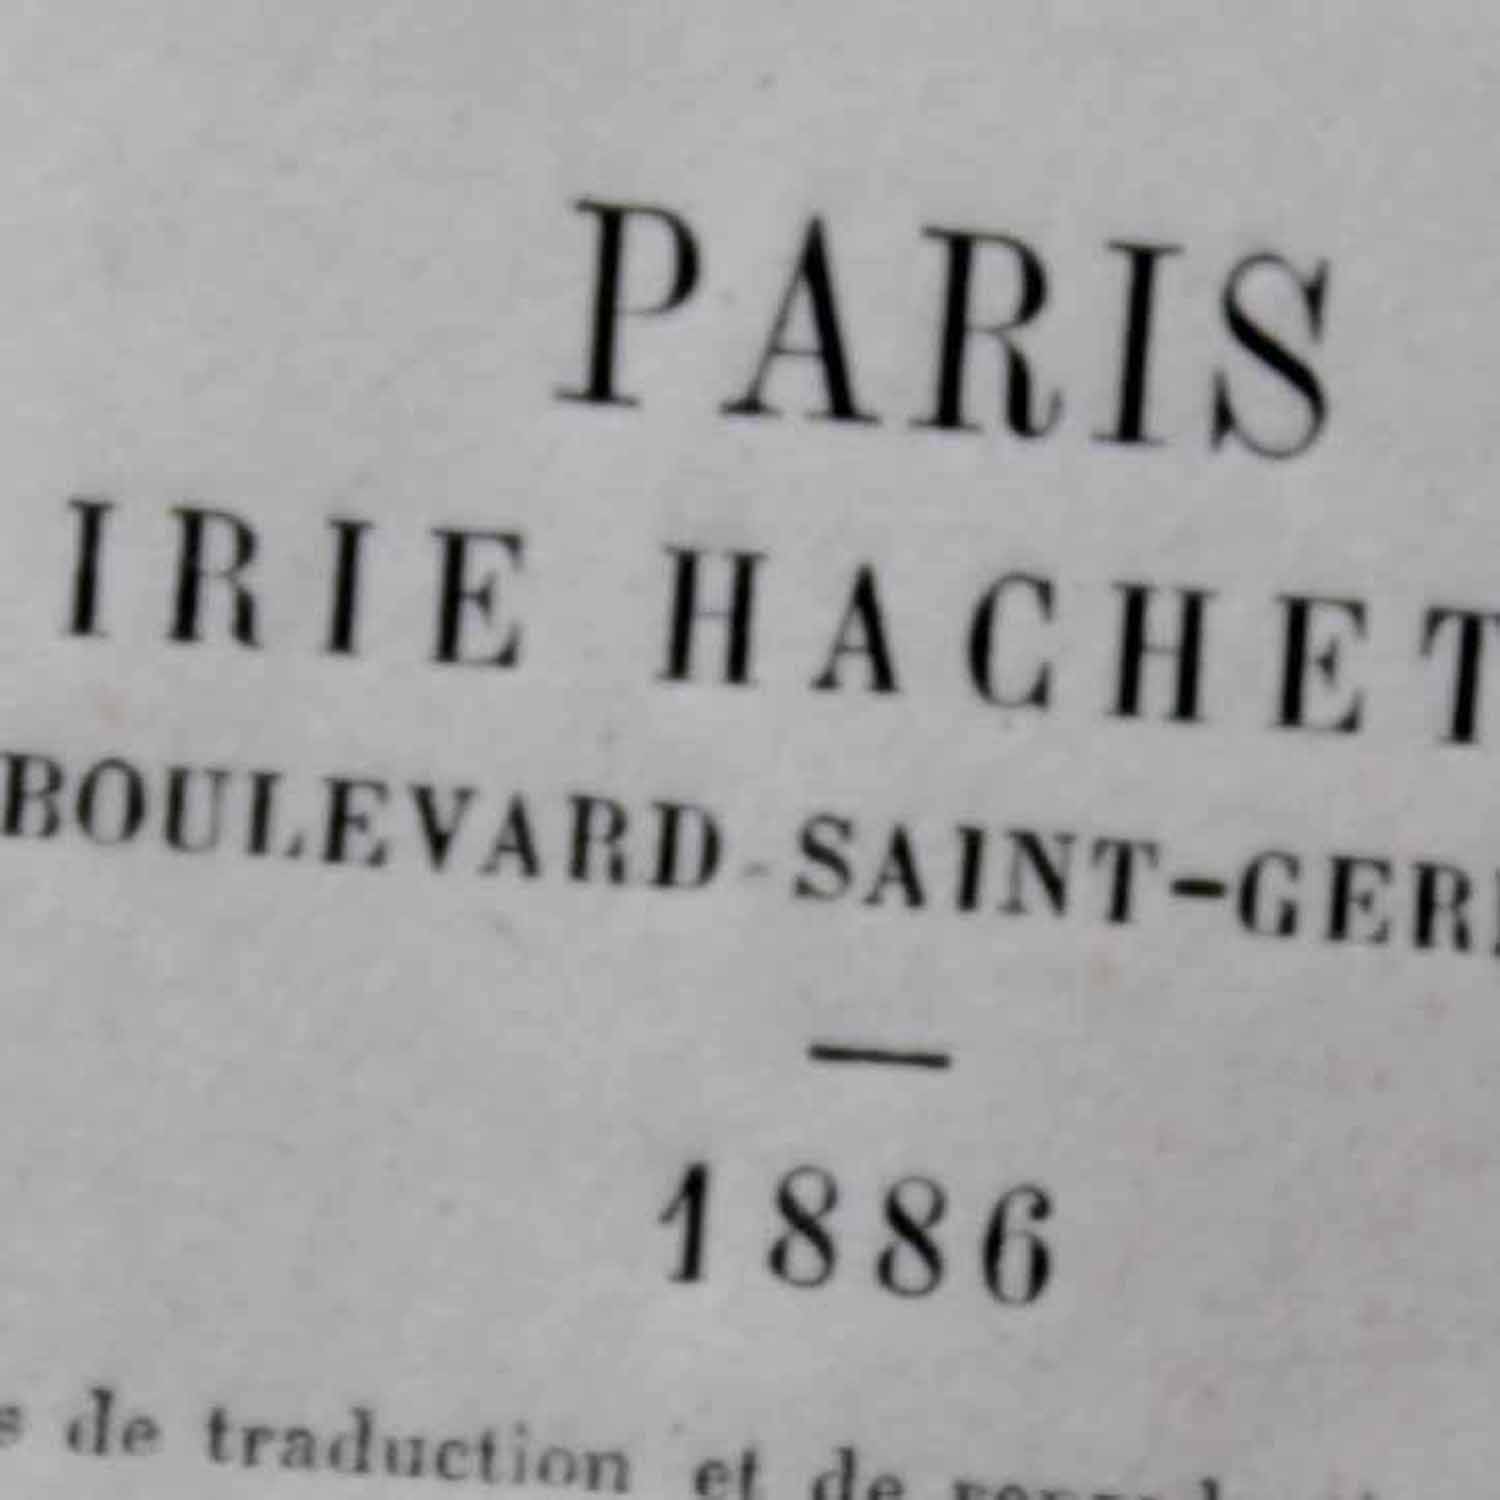 PARIS
IRIE HACHET
BOULEVARD SAINT-GER
1886
s de traduction et de